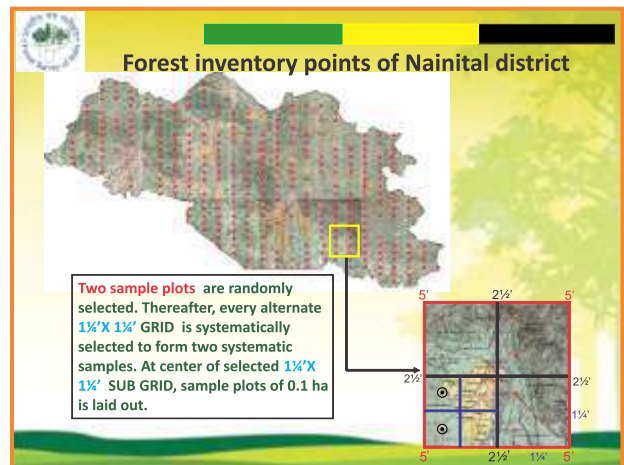 Forest inventory points of Nainital district
Two sample plots are randomly
selected. Thereafter, every alternate
1¼'X 1¼' GRID is systematically
selected to form two systematic
samples. At center of selected 1¼'X
1¼' SUB GRID, sample plots of 0.1 ha
is laid out.
5' 2½' 5'
2½' 2½'
1¼'
5' 2½' 1¼' 5'